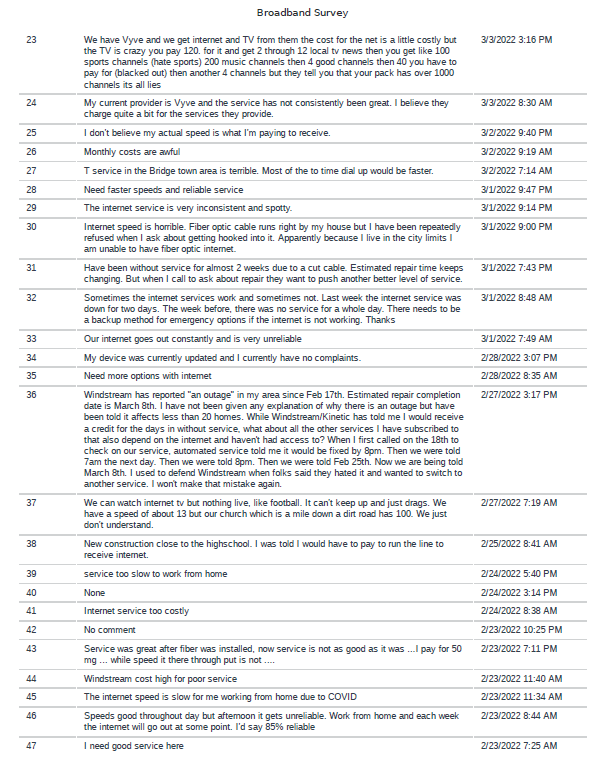 Broadband Survey
23 We have Vyve and we get internet and TV from them the cost for the net is a little costly but 3/3/2022 3:16 PM
the TV is crazy you pay 120. for it and get 2 through 12 local tv news then you get like 100
sports channels (hate sports) 200 music channels then 4 good channels then 40 you have to
pay for (blacked out) then another 4 channels but they tell you that your pack has over 1000
channels its all lies
24 My current provider is Vyve and the service has not consistently been great. I believe they 3/3/2022 8:30 AM
charge quite a bit for the services they provide.
25 I don't believe my actual speed is what I'm paying to receive. 3/2/2022 9:40 PM
26 Monthly costs are awful 3/2/2022 9:19 AM
27 T service in the Bridge town area is terrible. Most of the to time dial up would be faster. 3/2/2022 7:14 AM
28 Need faster speeds and reliable service 3/1/2022 9:47 PM
29 The internet service is very inconsistent and spotty. 3/1/2022 9:14 PM
30 Internet speed is horrible. Fiber optic cable runs right by my house but I have been repeatedly 3/1/2022 9:00 PM
refused when I ask about getting hooked into it. Apparently because I live in the city limits I
am unable to have fiber optic internet.
31 Have been without service for almost 2 weeks due to a cut cable. Estimated repair time keeps 3/1/2022 7:43 PM
changing. But when I call to ask about repair they want to push another better level of service.
32 Sometimes the internet services work and sometimes not. Last week the internet service was 3/1/2022 8:48 AM
down for two days. The week before, there was no service for a whole day. There needs to be
a backup method for emergency options if the internet is not working. Thanks
33 Our internet goes out constantly and is very unreliable 3/1/2022 7:49 AM
34 My device was currently updated and I currently have no complaints. 2/28/2022 3:07 PM
35 Need more options with internet 2/28/2022 8:35 AM
36 Windstream has reported "an outage" in my area since Feb 17th. Estimated repair completion 2/27/2022 3:17 PM
date is March 8th. I have not been given any explanation of why there is an outage but have
been told it affects less than 20 homes. While Windstream/Kinetic has told me I would receive
a credit for the days in without service, what about all the other services I have subscribed to
that also depend on the internet and haven't had access to? When I first called on the 18th to
check on our service, automated service told me it would be fixed by 8pm. Then we were told
7am the next day. Then we were told 8pm. Then we were told Feb 25th. Now we are being told
March 8th. I used to defend Windstream when folks said they hated it and wanted to switch to
another service. I won't make that mistake again.
37 We can watch internet tv but nothing live, like football. It can't keep up and just drags. We 2/27/2022 7:19 AM
have a speed of about 13 but our church which is a mile down a dirt road has 100. We just
don't understand.
38 New construction close to the highschool. I was told I would have to pay to run the line to 2/25/2022 8:41 AM
receive internet.
39 service too slow to work from home 2/24/2022 5:40 PM
40 None 2/24/2022 3:14 PM
41 Internet service too costly 2/24/2022 8:38 AM
42 No comment 2/23/2022 10:25 PM
43 Service was great after fiber was installed, now service is not as good as it was ...I pay for 50 2/23/2022 7:11 PM
mg ... while speed it there through put is not ....
44 Windstream cost high for poor service 2/23/2022 11:40 AM
45 The internet speed is slow for me working from home due to COVID 2/23/2022 11:34 AM
46 Speeds good throughout day but afternoon it gets unreliable. Work from home and each week 2/23/2022 8:44 AM
the internet will go out at some point. I'd say 85% reliable
47 I need good service here 2/23/2022 7:25 AM